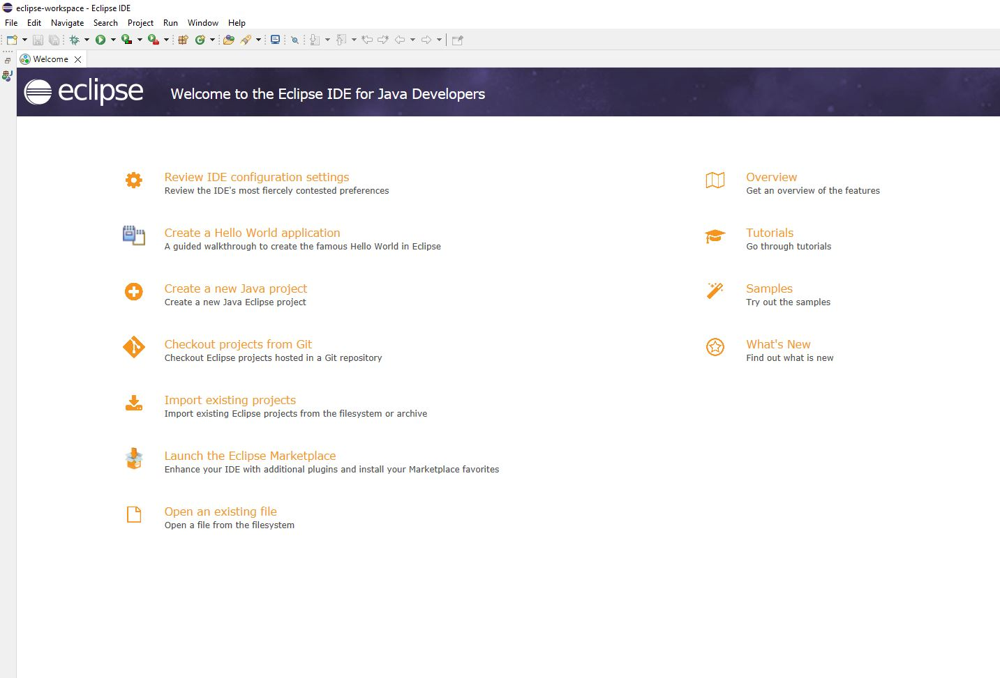 eclipse-workspace - Eclipse IDE
File Edit Navigate Search Project Run Window Help
Welcome
eclipse Welcome to the Eclipse IDE for Java Developers
Review IDE configuration settings
Review the IDE's most fiercely contested preferences
Create a Hello World application
A guided walkthrough to create the famous Hello World in Eclipse
Create a new Java project
Create a new Java Eclipse project
Checkout projects from Git
Checkout Eclipse projects hosted in a Git repository
Import existing projects
Import existing Eclipse projects from the filesystem or archive
Launch the Eclipse Marketplace
Enhance your IDE with additional plugins and install your Marketplace favorites
Open an existing file
Open a file from the filesystem
Overview
Get an overview of the features
Tutorials
Go through tutorials
Samples
Try out the samples
What's New
Find out what is new